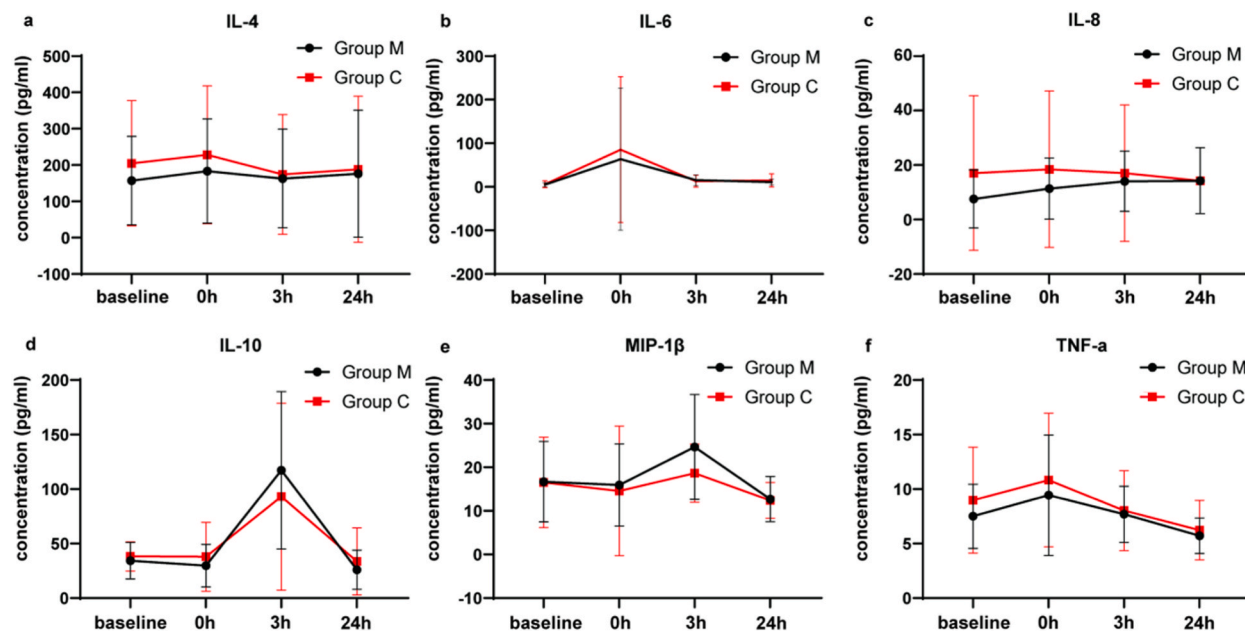 a
IL-4
Group M
Group C
concentration (pg/ml)
500
400
300
200
100
0
-100
baseline 0h 3h 24h
b
IL-6
Group M
Group C
concentration (pg/ml)
300
200
100
0
-100
-200
baseline 0h 3h 24h
c
IL-8
Group M
Group C
concentration (pg/ml)
60
40
20
0
-20
baseline 0h 3h 24h
d
IL-10
Group M
Group C
concentration (pg/ml)
200
150
100
50
0
baseline 0h 3h 24h
e
MIP-1β
Group M
Group C
concentration (pg/ml)
40
30
20
10
0
-10
baseline 0h 3h 24h
f
TNF-a
Group M
Group C
concentration (pg/ml)
20
15
10
5
0
baseline 0h 3h 24h